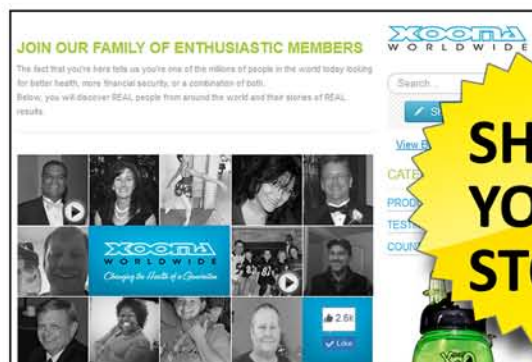 JOIN OUR FAMILY OF ENTHUSIASTIC MEMBERS
The fact that you're here tells us you're one of the millions of people in the world today looking
for better health, more financial security, or a combination of both.
Below, you will discover REAL people from around the world and their stories of REAL
results.
XOOMA
WORLDWIDE
Changing the Health of a Generation
2.6k
Like
XOOMA
WORLDWIDE
Search...
View
CATE
PROD
TEST
COUN
SH
YO
STO